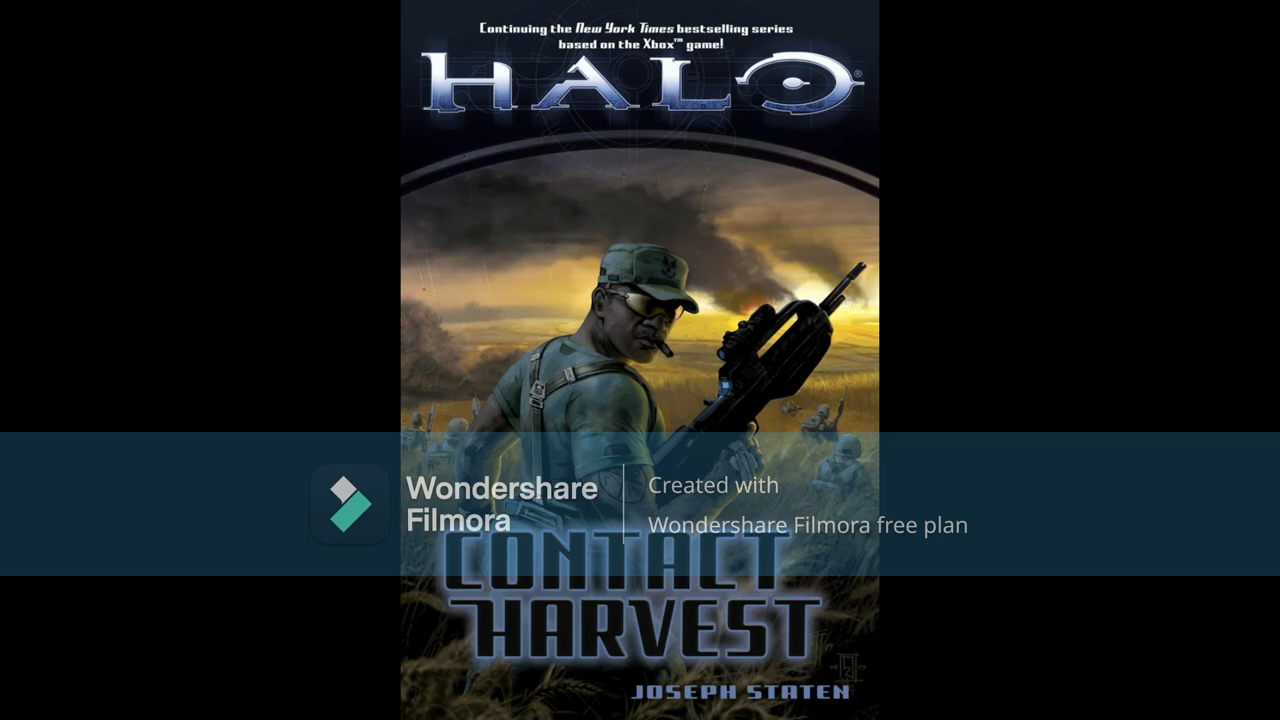 Continuing the New York Times bestselling series
based on the Xbox™ game!
HALO®
Wondershare
Filmora
Created with
Wondershare Filmora free plan
CONTACT
HARVEST
JOSEPH STATEN